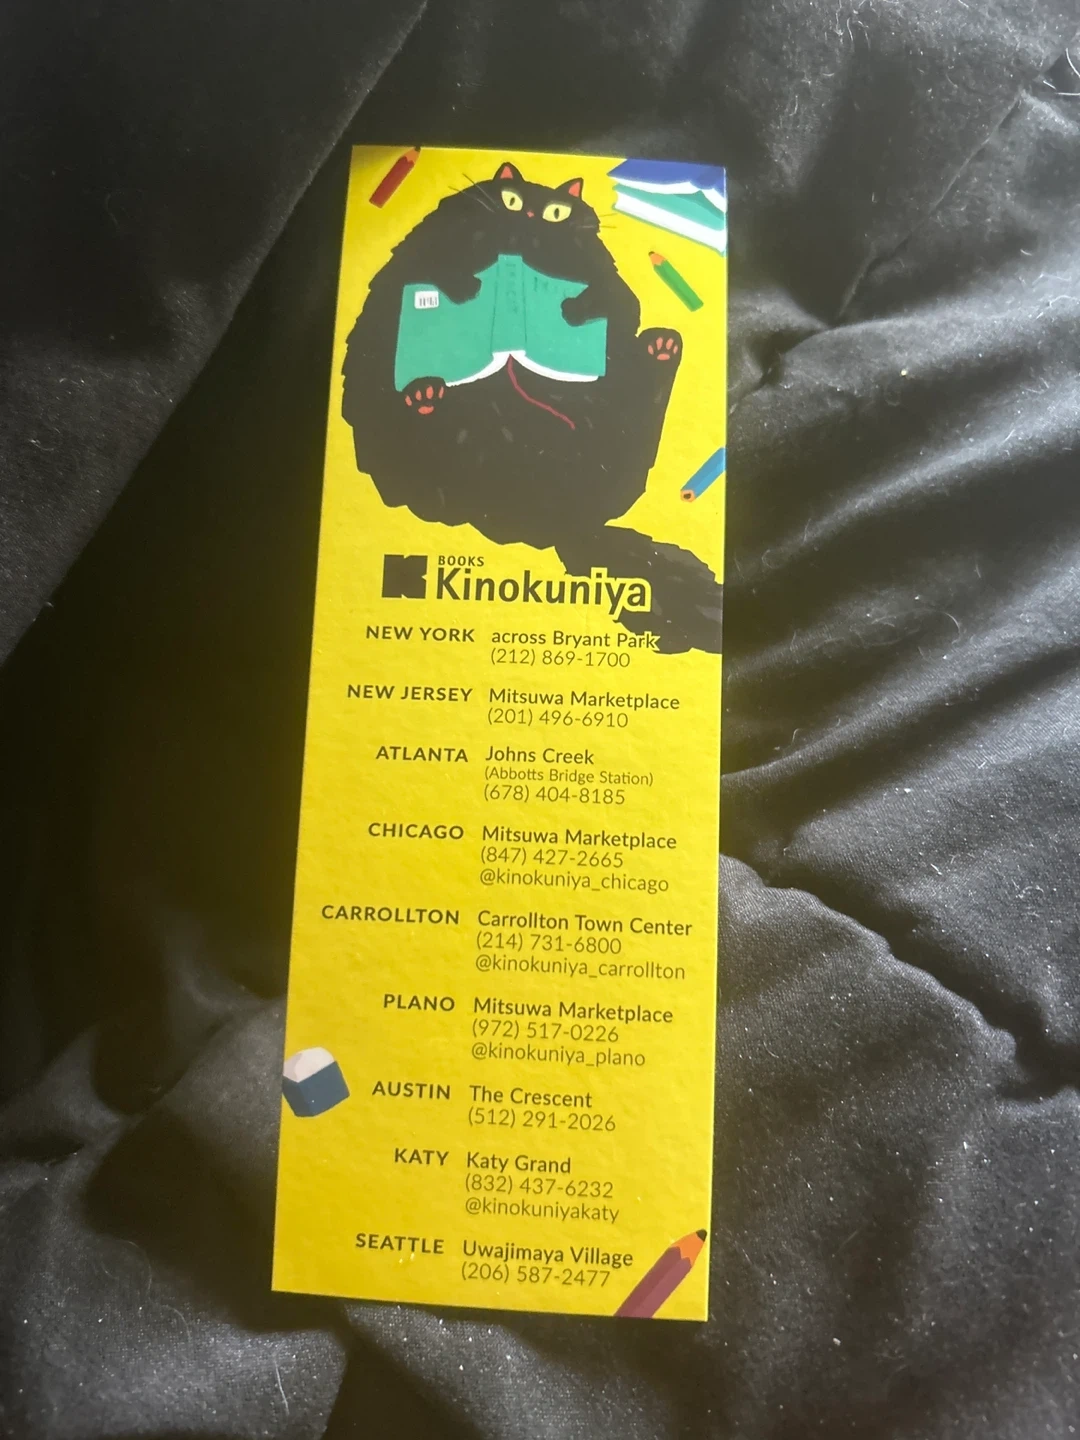 BOOKS
Kinokuniya
NEW YORK across Bryant Park
(212) 869-1700
NEW JERSEY Mitsuwa Marketplace
(201) 496-6910
ATLANTA Johns Creek
(Abbotts Bridge Station)
(678) 404-8185
CHICAGO Mitsuwa Marketplace
(847) 427-2665
@kinokuniya_chicago
CARROLLTON Carrollton Town Center
(214) 731-6800
@kinokuniya_carrollton
PLANO Mitsuwa Marketplace
(972) 517-0226
@kinokuniya_plano
AUSTIN The Crescent
(512) 291-2026
KATY Katy Grand
(832) 437-6232
@kinokuniyakaty
SEATTLE Uwajimaya Village
(206) 587-2477